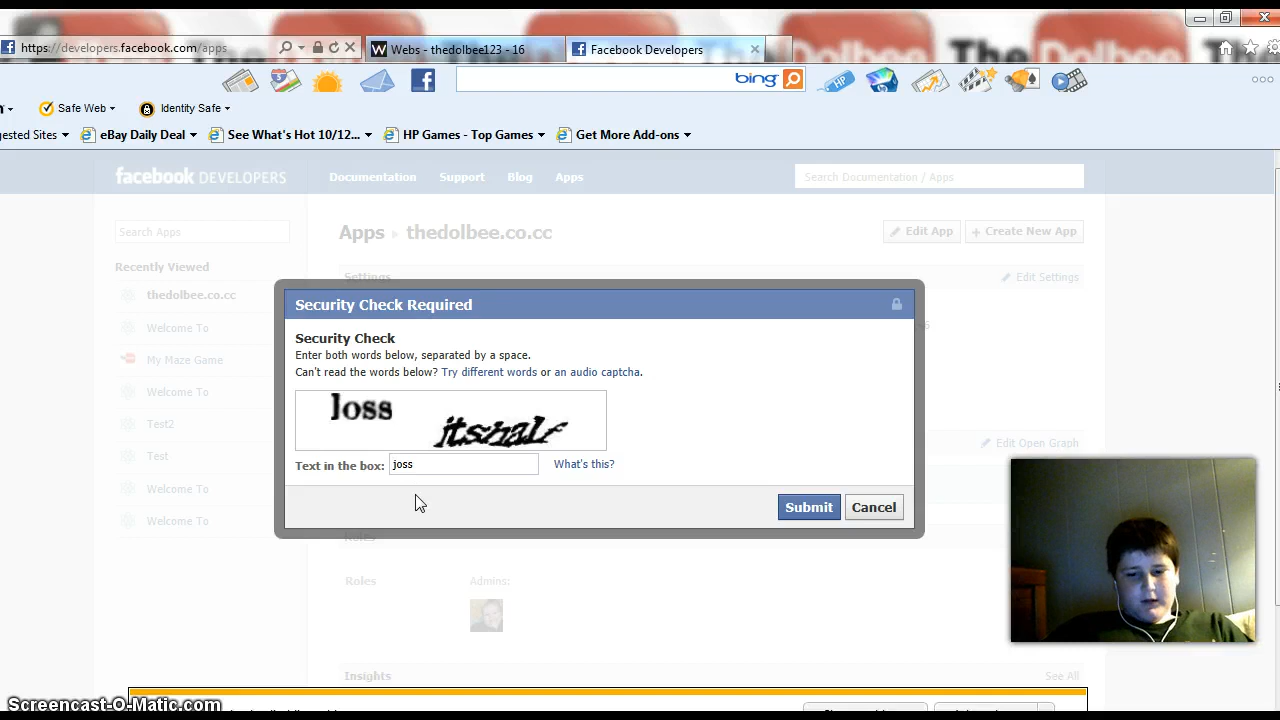 https://developers.facebook.com/apps
Webs - thedolbee123 - 16
Facebook Developers
bing
HP
Safe Web
Identity Safe
ested Sites
eBay Daily Deal
See What's Hot 10/12...
HP Games - Top Games
Get More Add-ons
facebook DEVELOPERS
Documentation
Support
Blog
Apps
Search Documentation / Apps
Search Apps
Apps
thedolbee.co.cc
Edit App
Create New App
Recently Viewed
Settings
Edit Settings
thedolbee.co.cc
Welcome To
My Maze Game
Welcome To
Test2
Test
Welcome To
Welcome To
Security Check Required
Security Check
Enter both words below, separated by a space.
Can't read the words below? Try different words or an audio captcha.
Text in the box: joss
What's this?
Submit
Cancel
Edit Open Graph
Roles
Roles
Admins:
Insights
See All
Screencast-O-Matic.com